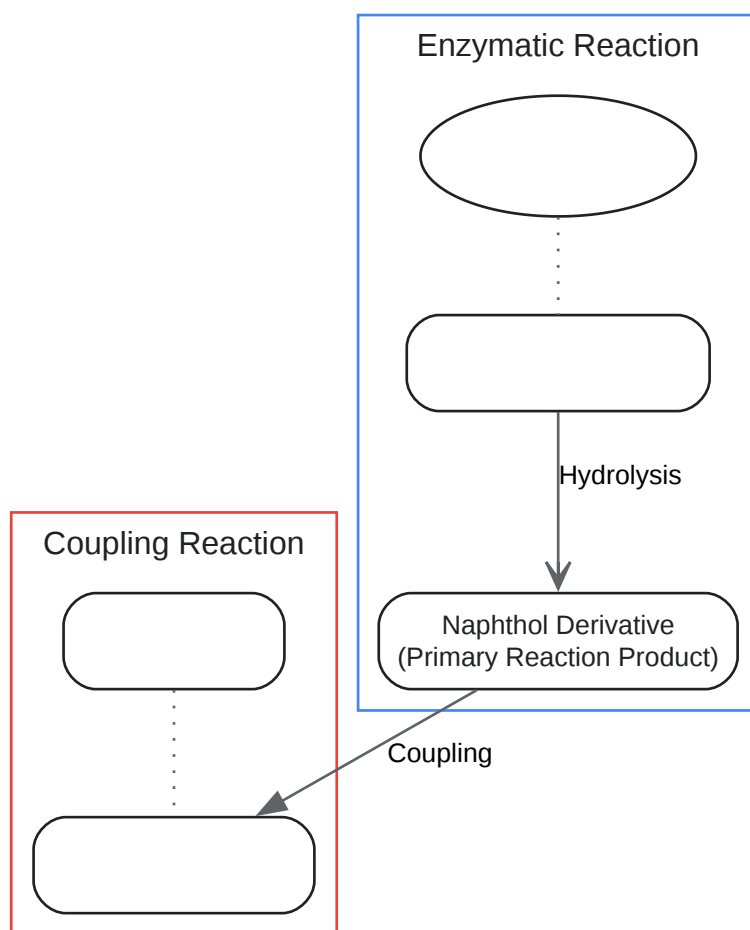 Enzymatic Reaction
Hydrolysis
Coupling Reaction
Naphthol Derivative
(Primary Reaction Product)
Coupling